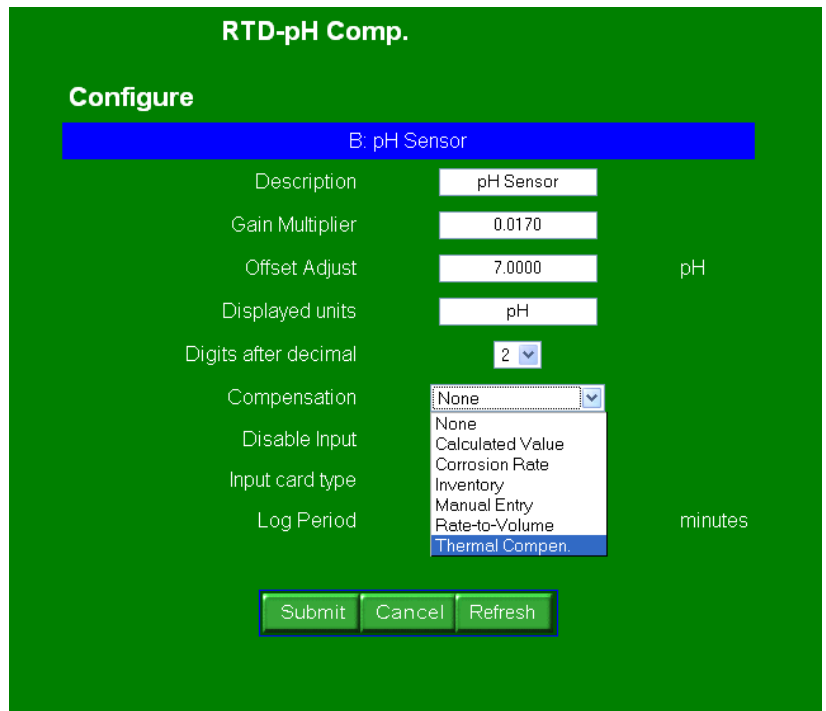 RTD-pH Comp.
Configure
B: pH Sensor
Description pH Sensor
Gain Multiplier 0.0170
Offset Adjust 7.0000 pH
Displayed units pH
Digits after decimal 2
Compensation None
None
Disable Input Calculated Value
Corrosion Rate
Input card type Inventory
Manual Entry
Log Period Rate-to-Volume minutes
Thermal Compen.
Submit Cancel Refresh